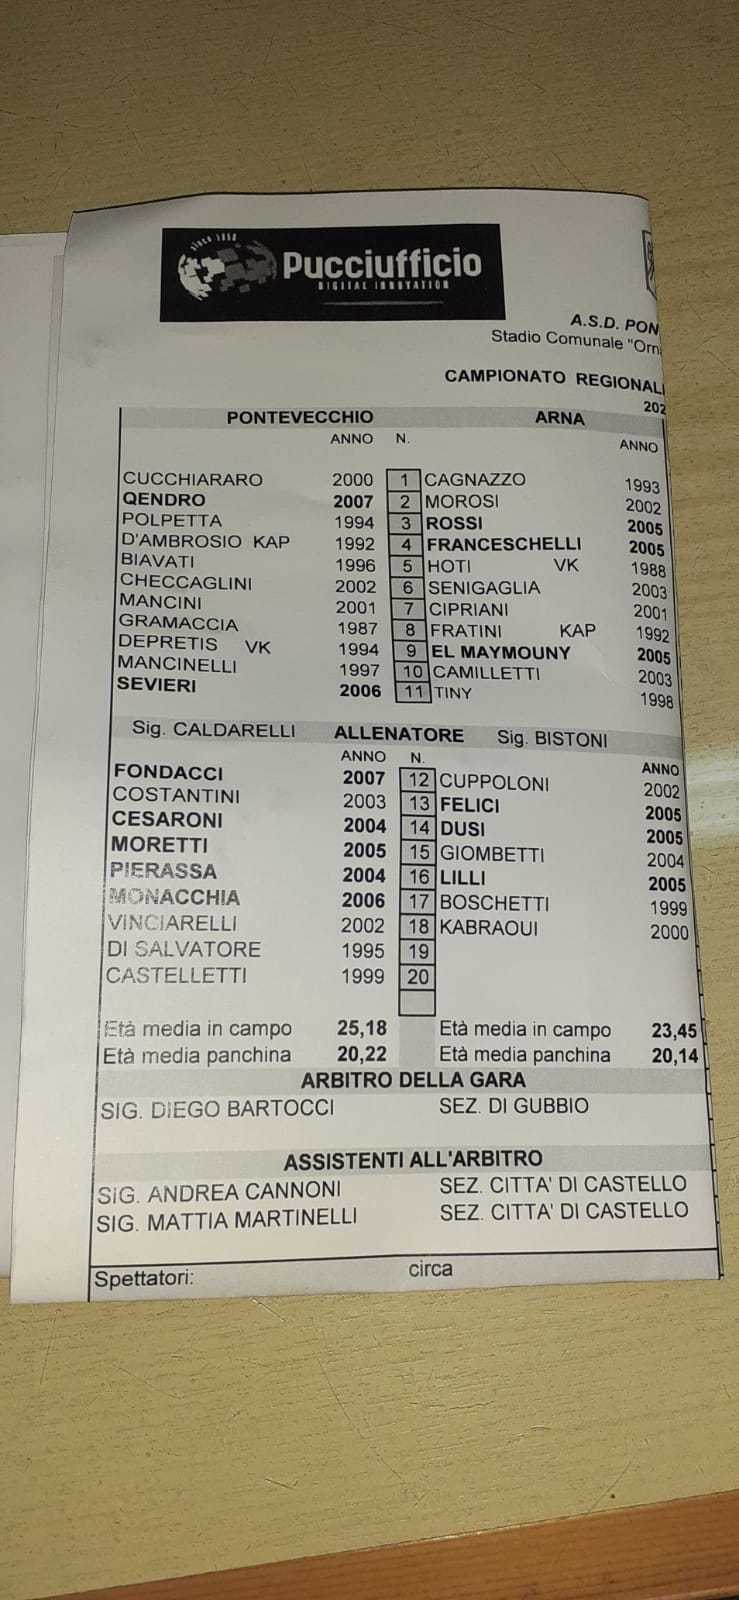 Since 1898
Pucciufficio
DIGITAL INNOVATION
A.S.D. PON
Stadio Comunale "Orn
CAMPIONATO REGIONAL
202
PONTEVECCHIO ARNA
ANNO N. ANNO
CUCCHIARARO 2000 1 CAGNAZZO 1993
QENDRO 2007 2 MOROSI 2002
POLPETTA 1994 3 ROSSI 2005
D'AMBROSIO KAP 1992 4 FRANCESCHELLI 2005
BIAVATI 1996 5 HOTI VK 1988
CHECCAGLINI 2002 6 SENIGAGLIA 2003
MANCINI 2001 7 CIPRIANI 2001
GRAMACCIA 1987 8 FRATINI KAP 1992
DEPRETIS VK 1994 9 EL MAYMOUNY 2005
MANCINELLI 1997 10 CAMILLETTI 2003
SEVIERI 2006 11 TINY 1998
Sig. CALDARELLI ALLENATORE Sig. BISTONI
ANNO N. ANNO
FONDACCI 2007 12 CUPPOLONI 2002
COSTANTINI 2003 13 FELICI 2005
CESARONI 2004 14 DUSI 2005
MORETTI 2005 15 GIOMBETTI 2004
PIERASSA 2004 16 LILLI 2005
MONACCHIA 2006 17 BOSCHETTI 1999
VINCIARELLI 2002 18 KABRAOUI 2000
DI SALVATORE 1995 19
CASTELLETTI 1999 20
Età media in campo 25,18 Età media in campo 23,45
Età media panchina 20,22 Età media panchina 20,14
ARBITRO DELLA GARA
SIG. DIEGO BARTOCCI SEZ. DI GUBBIO
ASSISTENTI ALL'ARBITRO
SIG. ANDREA CANNONI SEZ. CITTA' DI CASTELLO
SIG. MATTIA MARTINELLI SEZ. CITTA' DI CASTELLO
Spettatori: circa